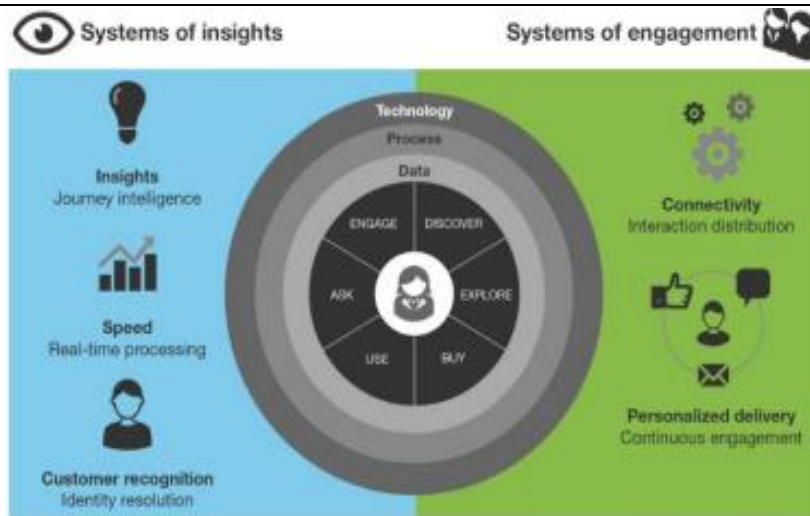 Systems of insights
Systems of engagement
Insights
Journey intelligence
Speed
Real-time processing
Customer recognition
Identity resolution
Technology
Process
Data
ENGAGE
DISCOVER
ASK
EXPLORE
USE
BUY
Connectivity
Interaction distribution
Personalized delivery
Continuous engagement